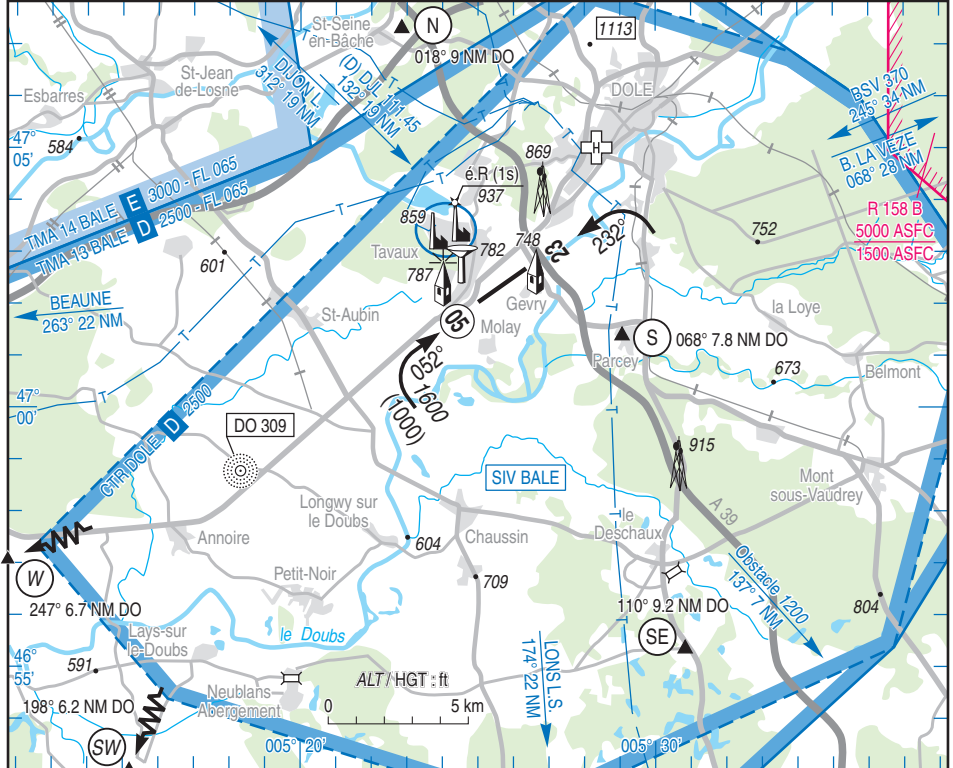 St-Seine
en-Bâche
N
018° 9 NM DO
1113
DIJON L.
312° 19 NM
(D) DJL 111.45
132° 19 NM
St-Jean
de-Losne
Esbarres
584
DOLE
H
BSV 370
245° 34 NM
B. LA VÈZE
068° 28 NM
47°
05'
869
é.R (1s)
937
TMA 14 BALE E 3000 - FL 065
TMA 13 BALE D 2500 - FL 065
859
Tavaux
782
748
787
23
232°
752
R 158 B
5000 ASFC
1500 ASFC
601
BEAUNE
263° 22 NM
St-Aubin
05
Gevry
Molay
la Loye
S
068° 7.8 NM DO
Parcey
673
Belmont
052°
1600
(1000)
47°
00'
CTR DOLE D 2500
DO 309
915
SIV BALE
Mont
sous-Vaudrey
A 39
Longwy sur
le Doubs
Annoire
604
Chaussin
le
Deschaux
Obstacle 1200
137° 7 NM
W
247° 6.7 NM DO
Petit-Noir
709
110° 9.2 NM DO
804
SE
le Doubs
Lays-sur
le-Doubs
46°
55'
591
LONS L.S.
174° 22 NM
ALT / HGT : ft
0 5 km
Neublans
Abergement
198° 6.2 NM DO
SW
005° 20'
005° 30'
T
T
T
T
T
T
T
T
T
T
T